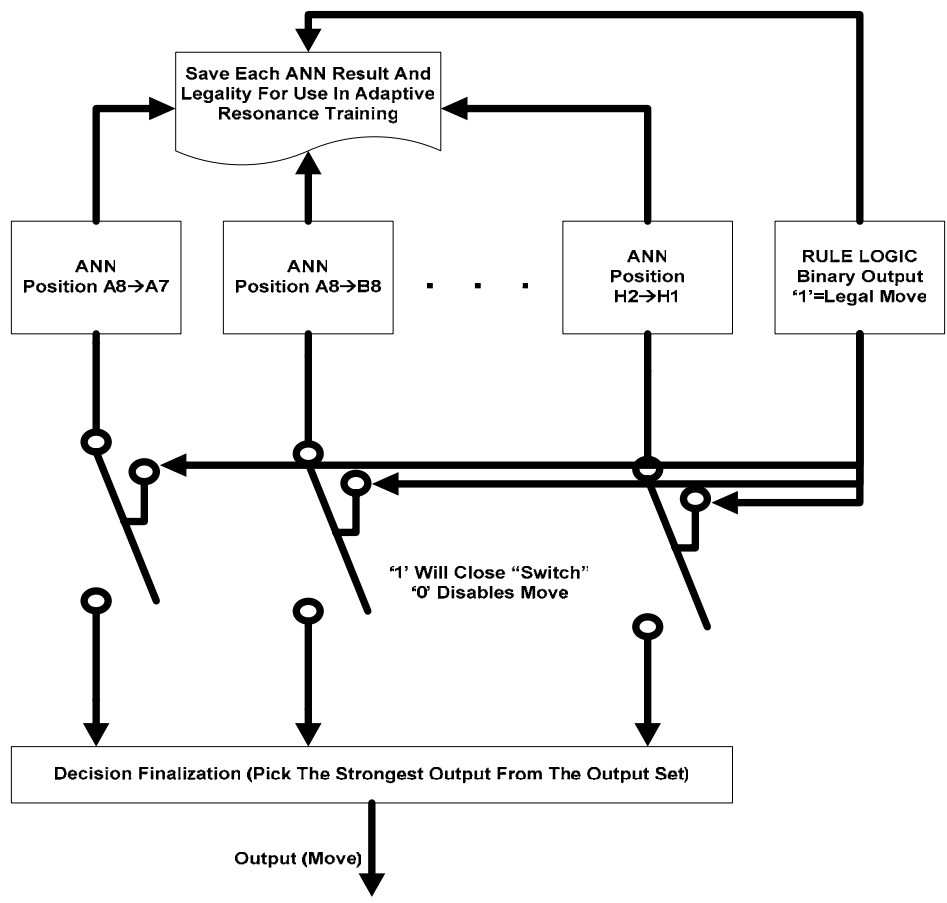 Save Each ANN Result And
Legality For Use In Adaptive
Resonance Training
ANN
Position A8→A7
ANN
Position A8→B8
. . .
ANN
Position
H2→H1
RULE LOGIC
Binary Output
‘1’=Legal Move
‘1’ Will Close “Switch”
‘0’ Disables Move
Decision Finalization (Pick The Strongest Output From The Output Set)
Output (Move)